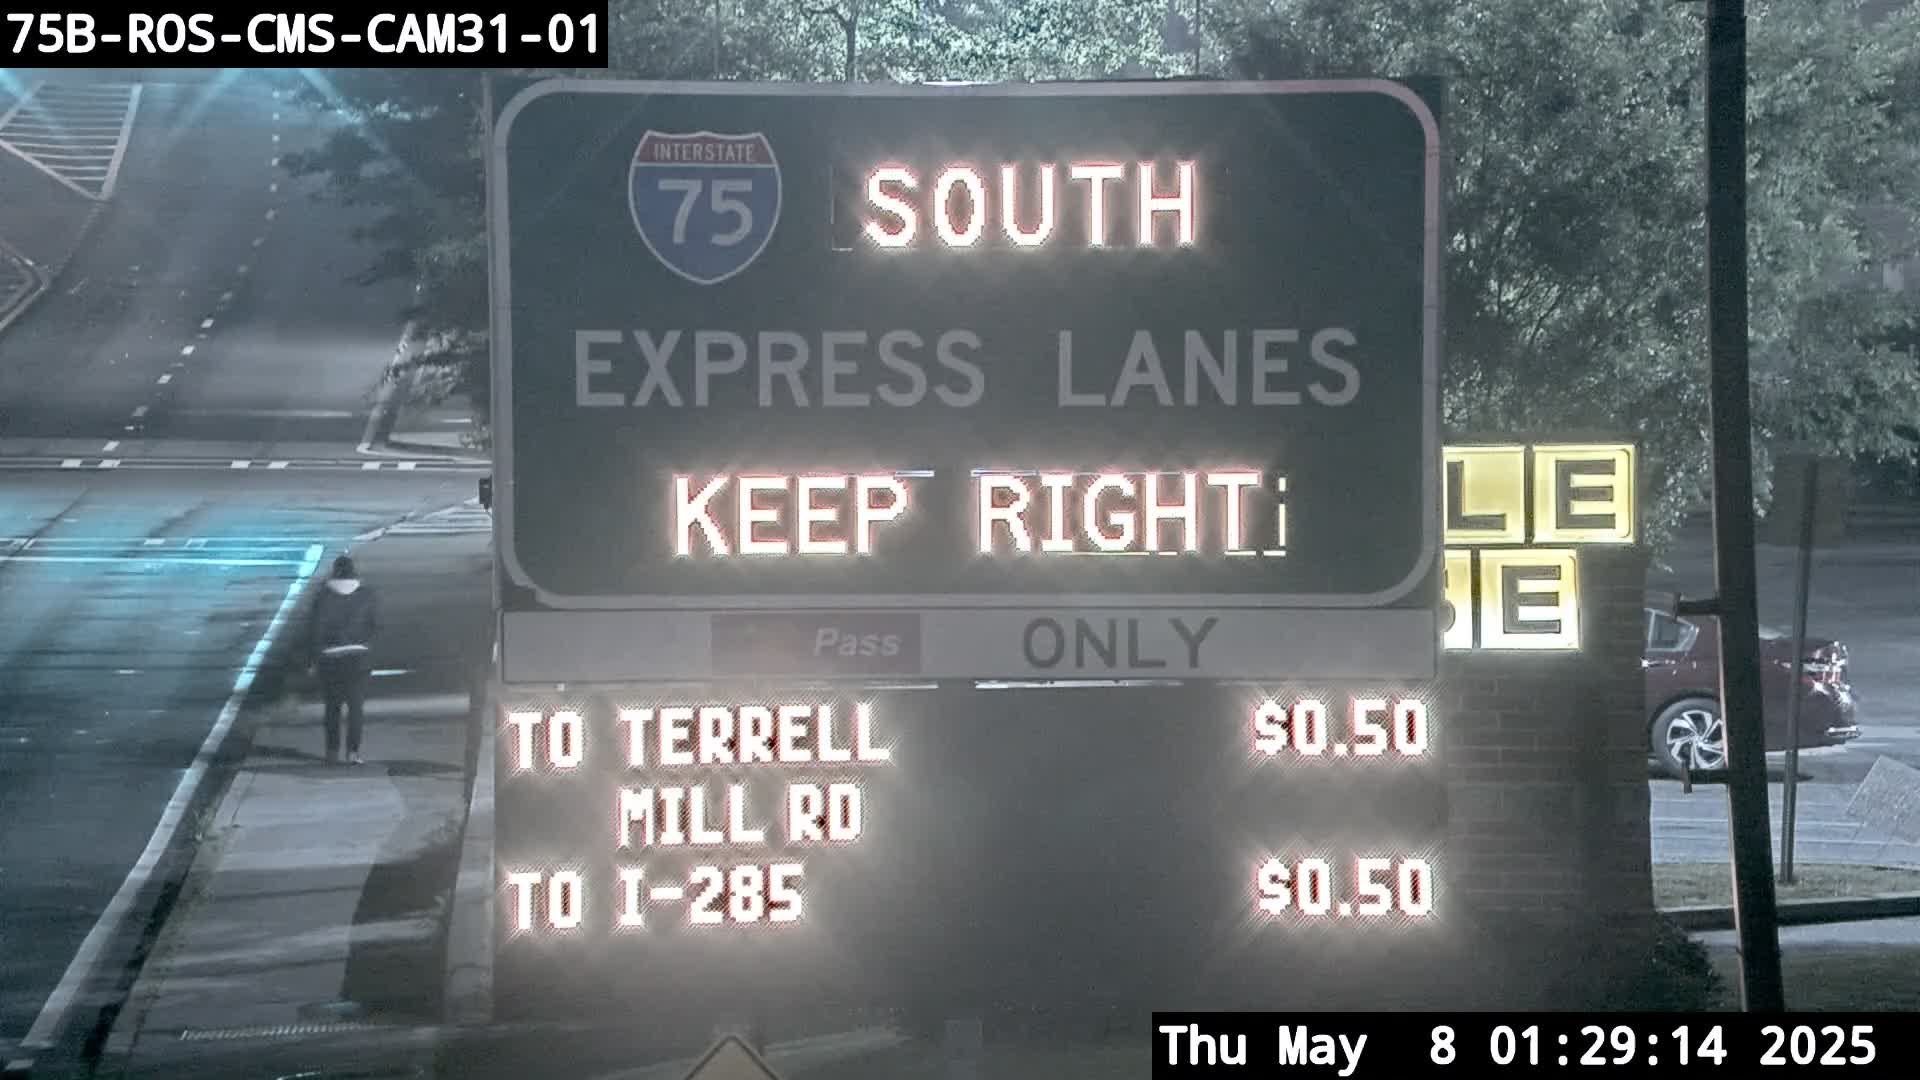 75B-ROS-CMS-CAM31-01
INTERSTATE
75
SOUTH
EXPRESS LANES
KEEP RIGHT
Pass ONLY
TO TERRELL $0.50
MILL RD
TO I-285 $0.50
LE
E
Thu May 8 01:29:14 2025